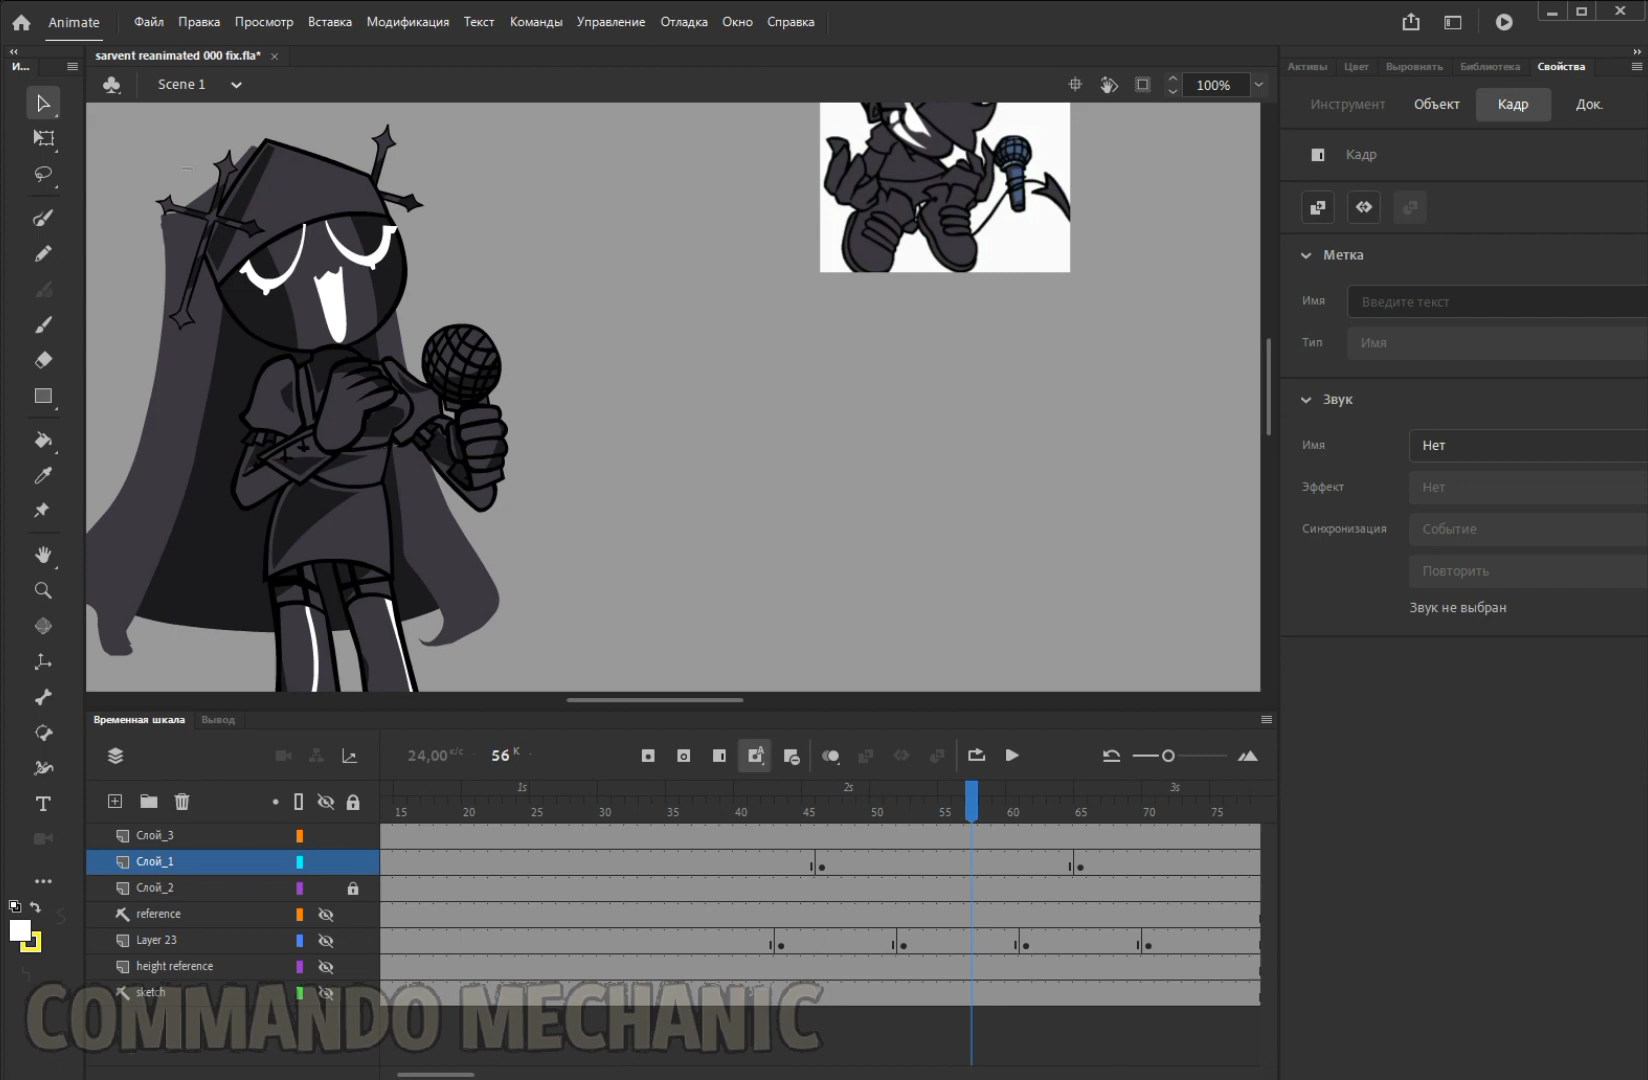 Animate Файл Правка Просмотр Вставка Модификация Текст Команды Управление Отладка Окно Справка
sarvent reanimated 000 fix.fla*
И...
Активы Цвет Выровнять Библиотека Свойства
Scene 1
100%
Инструмент Объект Кадр Док.
Кадр
Метка
Имя Введите текст
Тип Имя
Звук
Имя Нет
Эффект Нет
Синхронизация Событие
Повторить
Звук не выбран
Временная шкала Вывод
24,00 к/с 56 К
1s 2s 3s
15 20 25 30 35 40 45 50 55 60 65 70 75
Слой_3
Слой_1
Слой_2
reference
Layer 23
height reference
sketch
COMMANDO MECHANIC